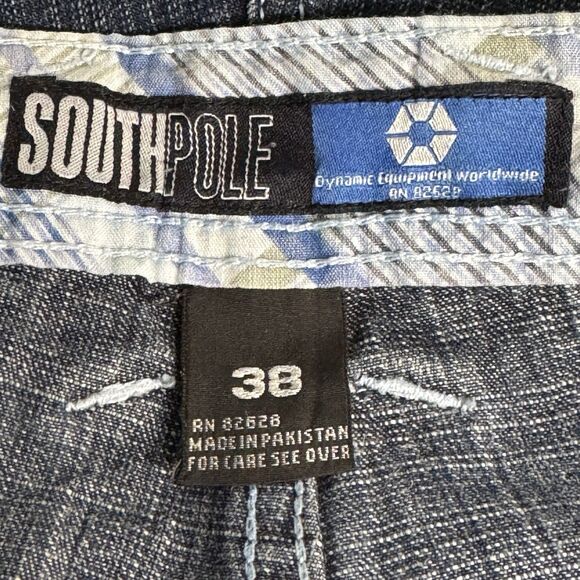 SOUTHPOLE
Dynamic Equipment Worldwide
RN 82628
38
RN 82628
MADE IN PAKISTAN
FOR CARE SEE OVER